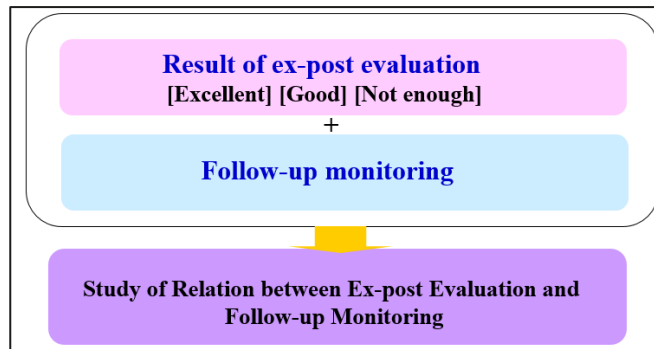 Result of ex-post evaluation
[Excellent] [Good] [Not enough]
+
Follow-up monitoring
Study of Relation between Ex-post Evaluation and
Follow-up Monitoring